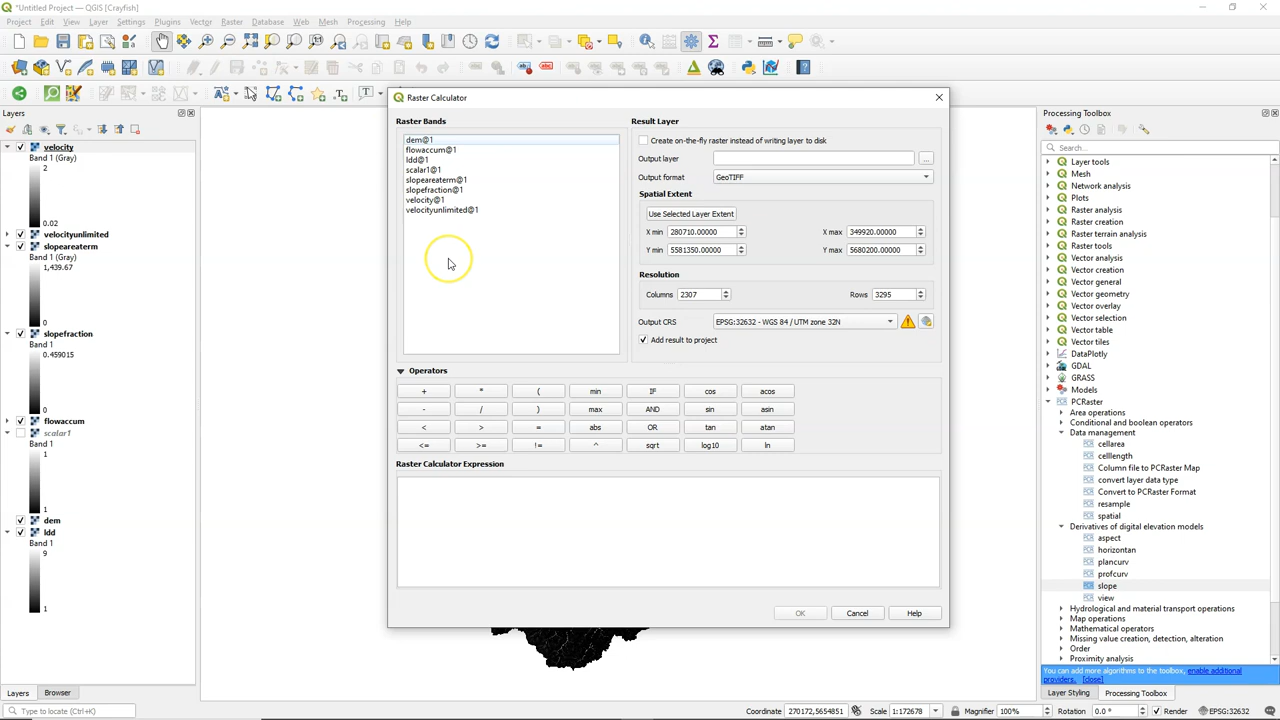 *Untitled Project — QGIS [Crayfish]
Project Edit View Layer Settings Plugins Vector Raster Database Web Mesh Processing Help
Layers
velocity
Band 1 (Gray)
2
0.02
velocityunlimited
slopeareaterm
Band 1 (Gray)
1,439.67
0
slopefraction
Band 1
0.459015
0
flowaccum
scalar1
Band 1
1
1
dem
ldd
Band 1
9
1
Layers Browser
Type to locate (Ctrl+K)
Raster Calculator
Raster Bands
dem@1
flowaccum@1
ldd@1
scalar1@1
slopeareaterm@1
slopefraction@1
velocity@1
velocityunlimited@1
Result Layer
Create on-the-fly raster instead of writing layer to disk
Output layer ...
Output format GeoTIFF
Spatial Extent
Use Selected Layer Extent
X min 280710.00000 X max 349920.00000
Y min 5581350.00000 Y max 5680200.00000
Resolution
Columns 2307 Rows 3295
Output CRS EPSG:32632 - WGS 84 / UTM zone 32N
Add result to project
Operators
+ * ( min IF cos acos
- / ) max AND sin asin
< > = abs OR tan atan
<= >= != ^ sqrt log10 ln
Raster Calculator Expression
OK Cancel Help
Processing Toolbox
Search...
Layer tools
Mesh
Network analysis
Plots
Raster analysis
Raster creation
Raster terrain analysis
Raster tools
Vector analysis
Vector creation
Vector general
Vector geometry
Vector overlay
Vector selection
Vector table
Vector tiles
DataPlotly
GDAL
GRASS
Models
PCRaster
Area operations
Conditional and boolean operators
Data management
cellarea
celllength
Column file to PCRaster Map
convert layer data type
Convert to PCRaster Format
resample
spatial
Derivatives of digital elevation models
aspect
horizontan
plancurv
profcurv
slope
view
Hydrological and material transport operations
Map operations
Mathematical operators
Missing value creation, detection, alteration
Order
Proximity analysis
You can add more algorithms to the toolbox, enable additional
providers. [close]
Layer Styling Processing Toolbox
Coordinate 270172,5654851 Scale 1:172678 Magnifier 100% Rotation 0.0 ° Render EPSG:32632